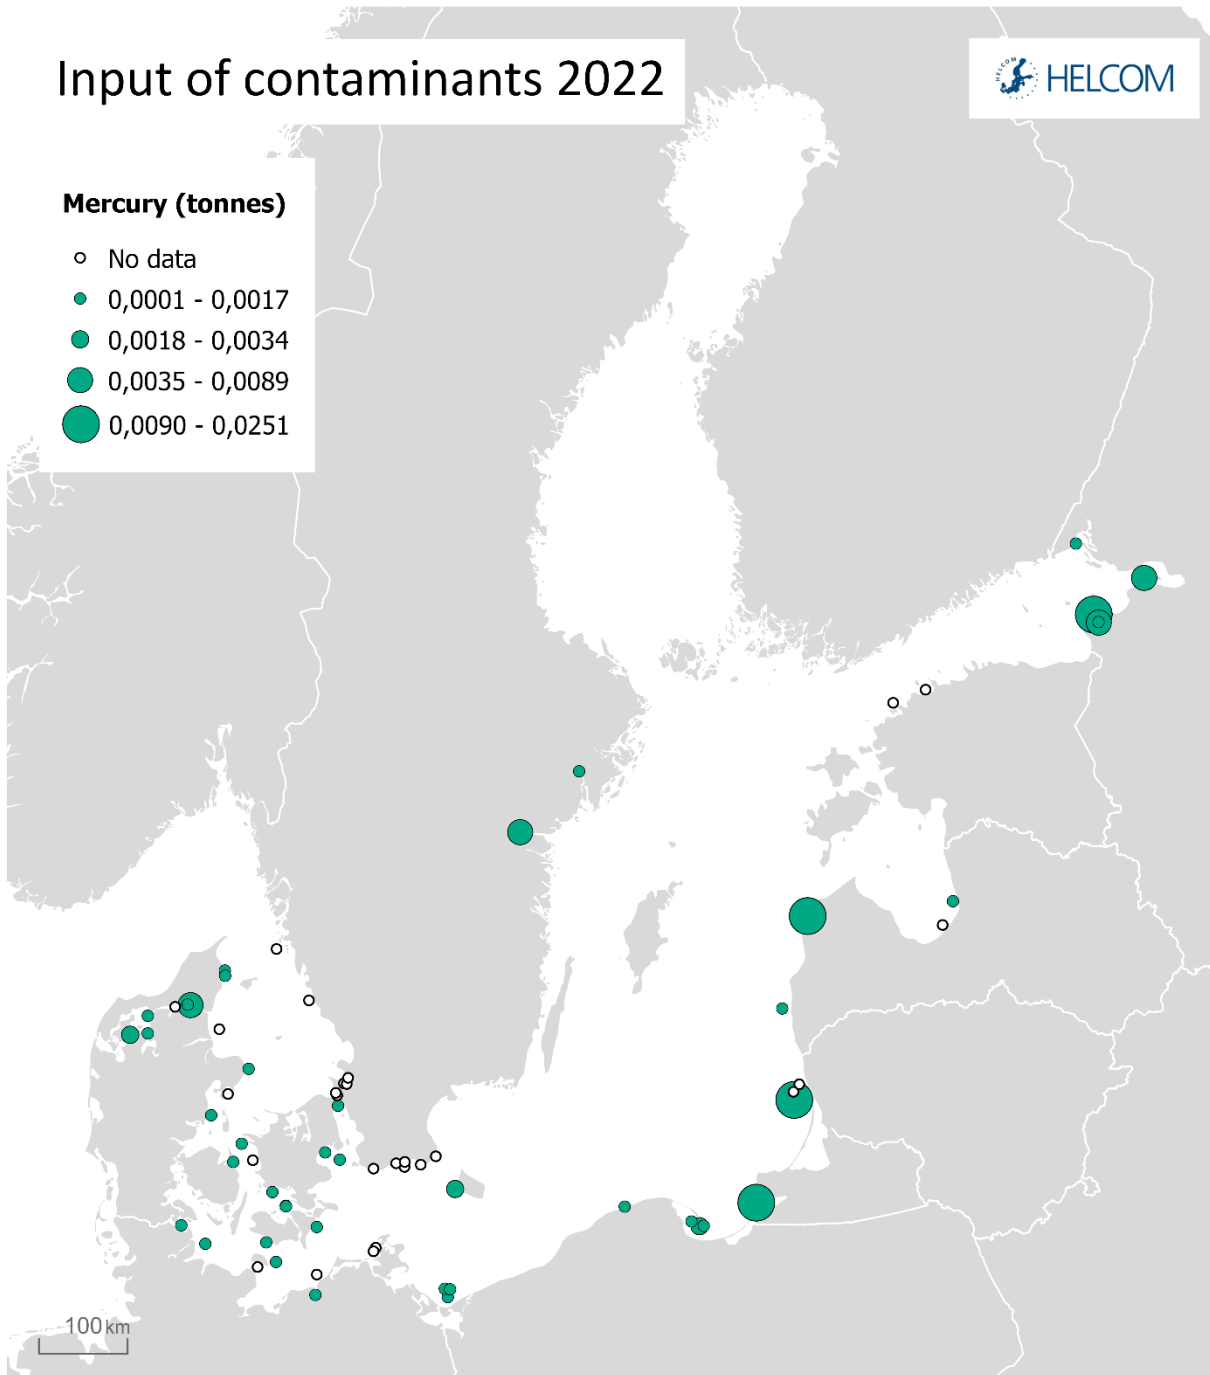 Input of contaminants 2022
HELCOM
HELCOM
Mercury (tonnes)
No data
0,0001 - 0,0017
0,0018 - 0,0034
0,0035 - 0,0089
0,0090 - 0,0251
100 km